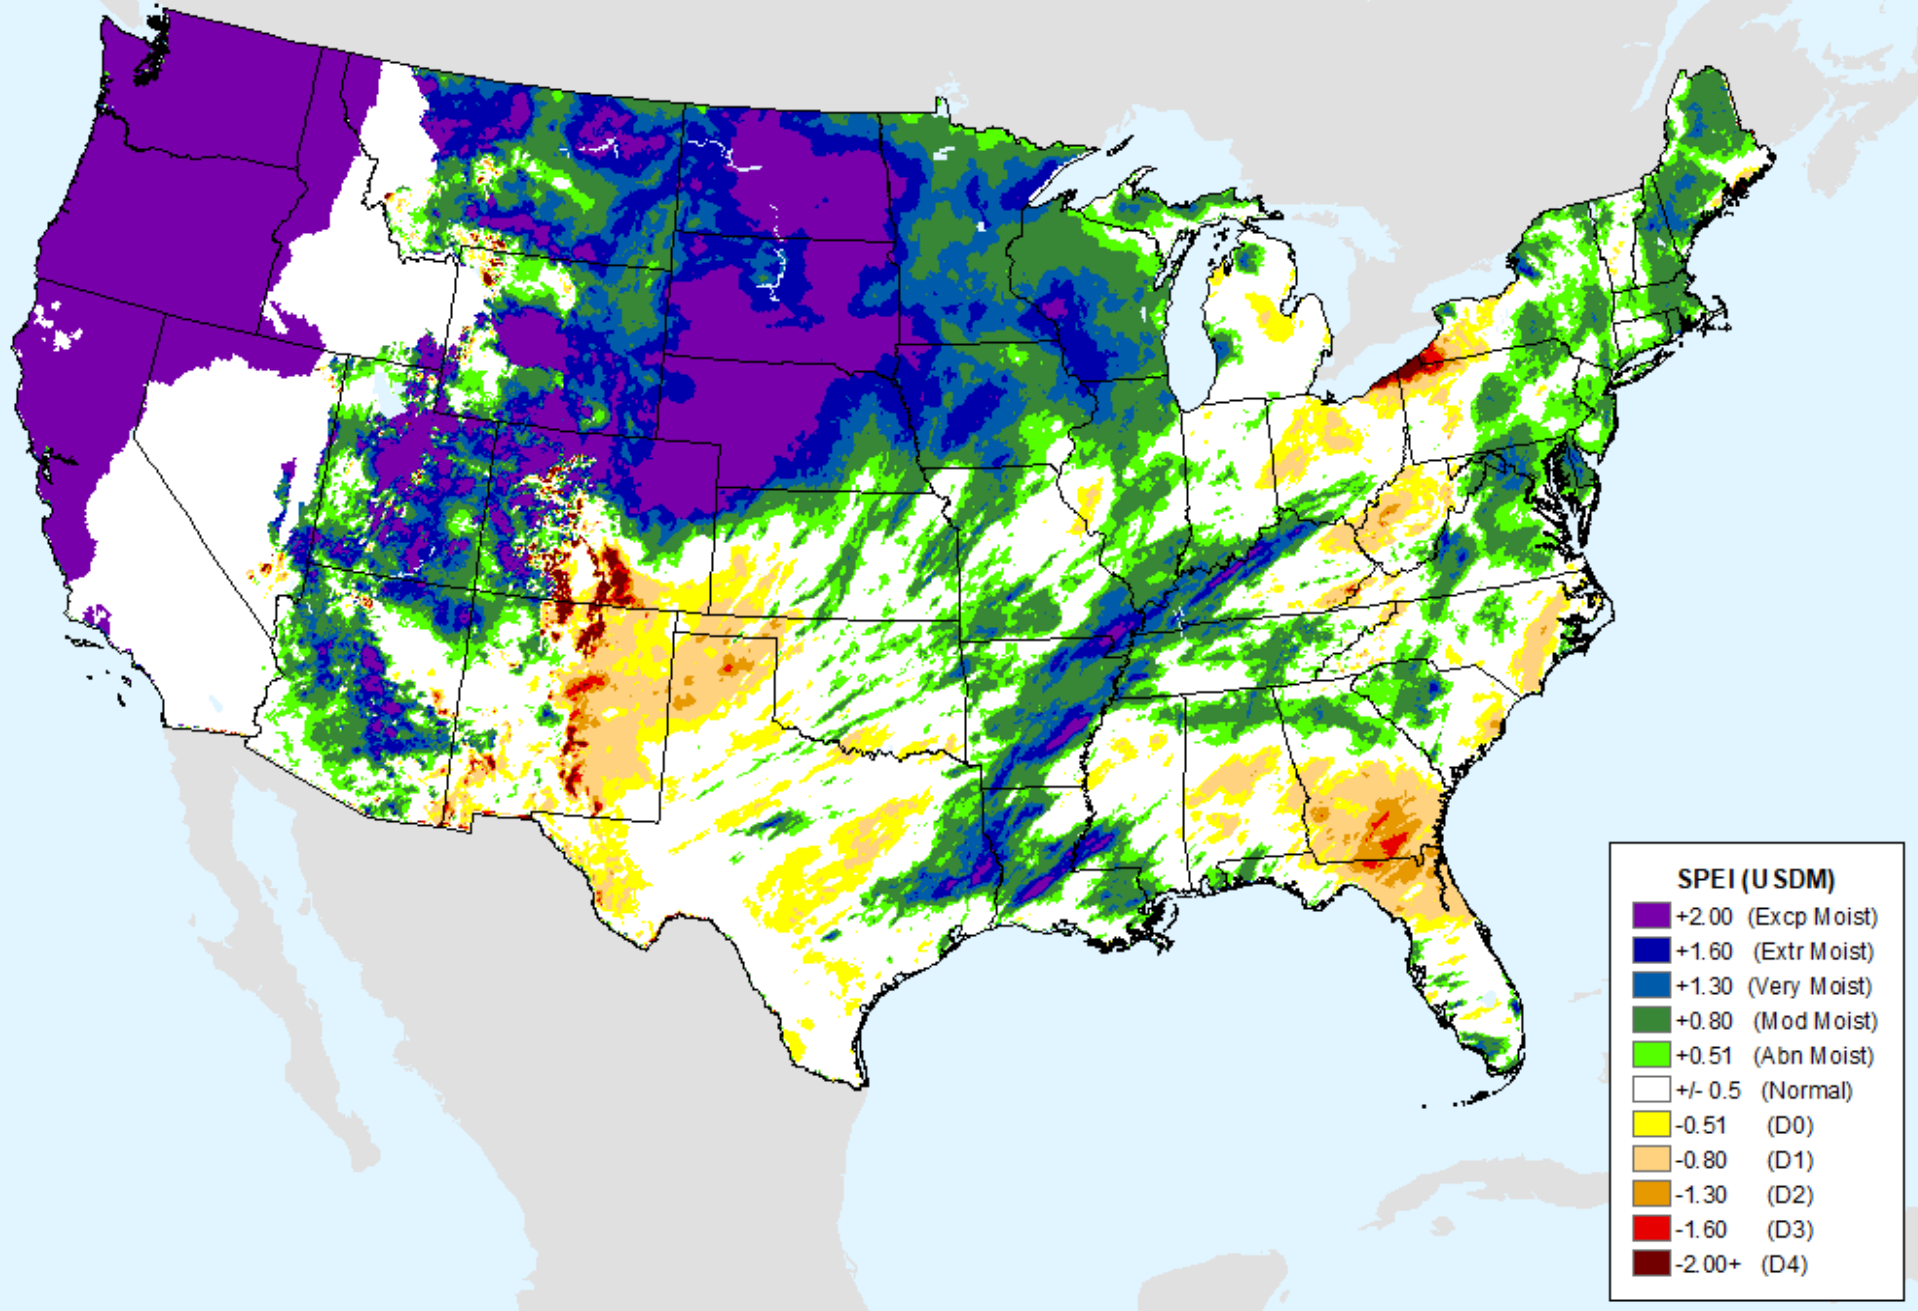 SPEI (USDM)
+2.00 (Excp Moist)
+1.60 (Extr Moist)
+1.30 (Very Moist)
+0.80 (Mod Moist)
+0.51 (Abn Moist)
+/- 0.5 (Normal)
-0.51 (D0)
-0.80 (D1)
-1.30 (D2)
-1.60 (D3)
-2.00+ (D4)